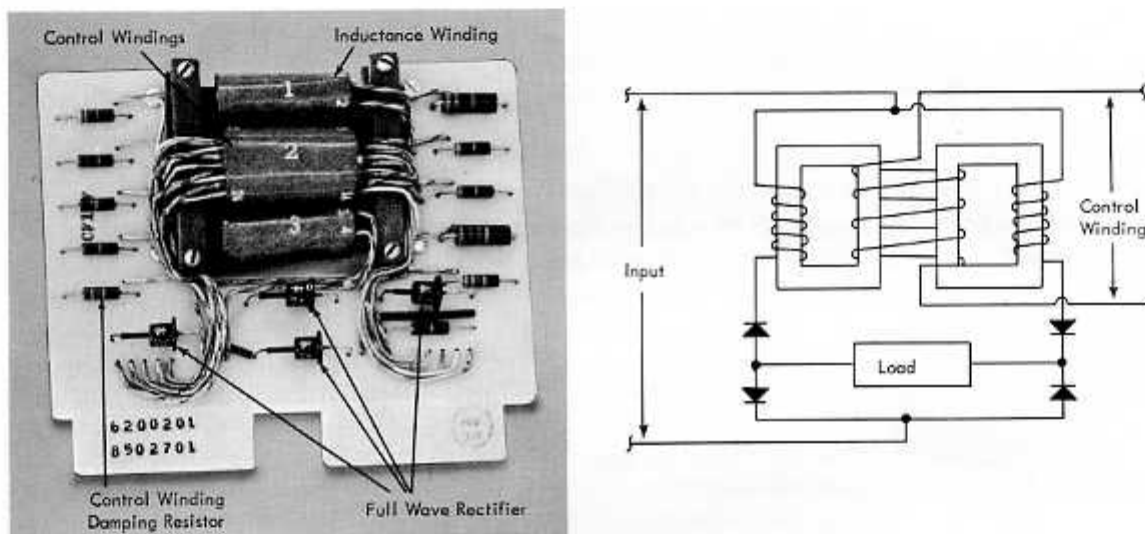 Control Windings
Inductance Winding
1
2
3
6200201
8502701
Control Winding
Damping Resistor
Full Wave Rectifier
Input
Control
Winding
Load